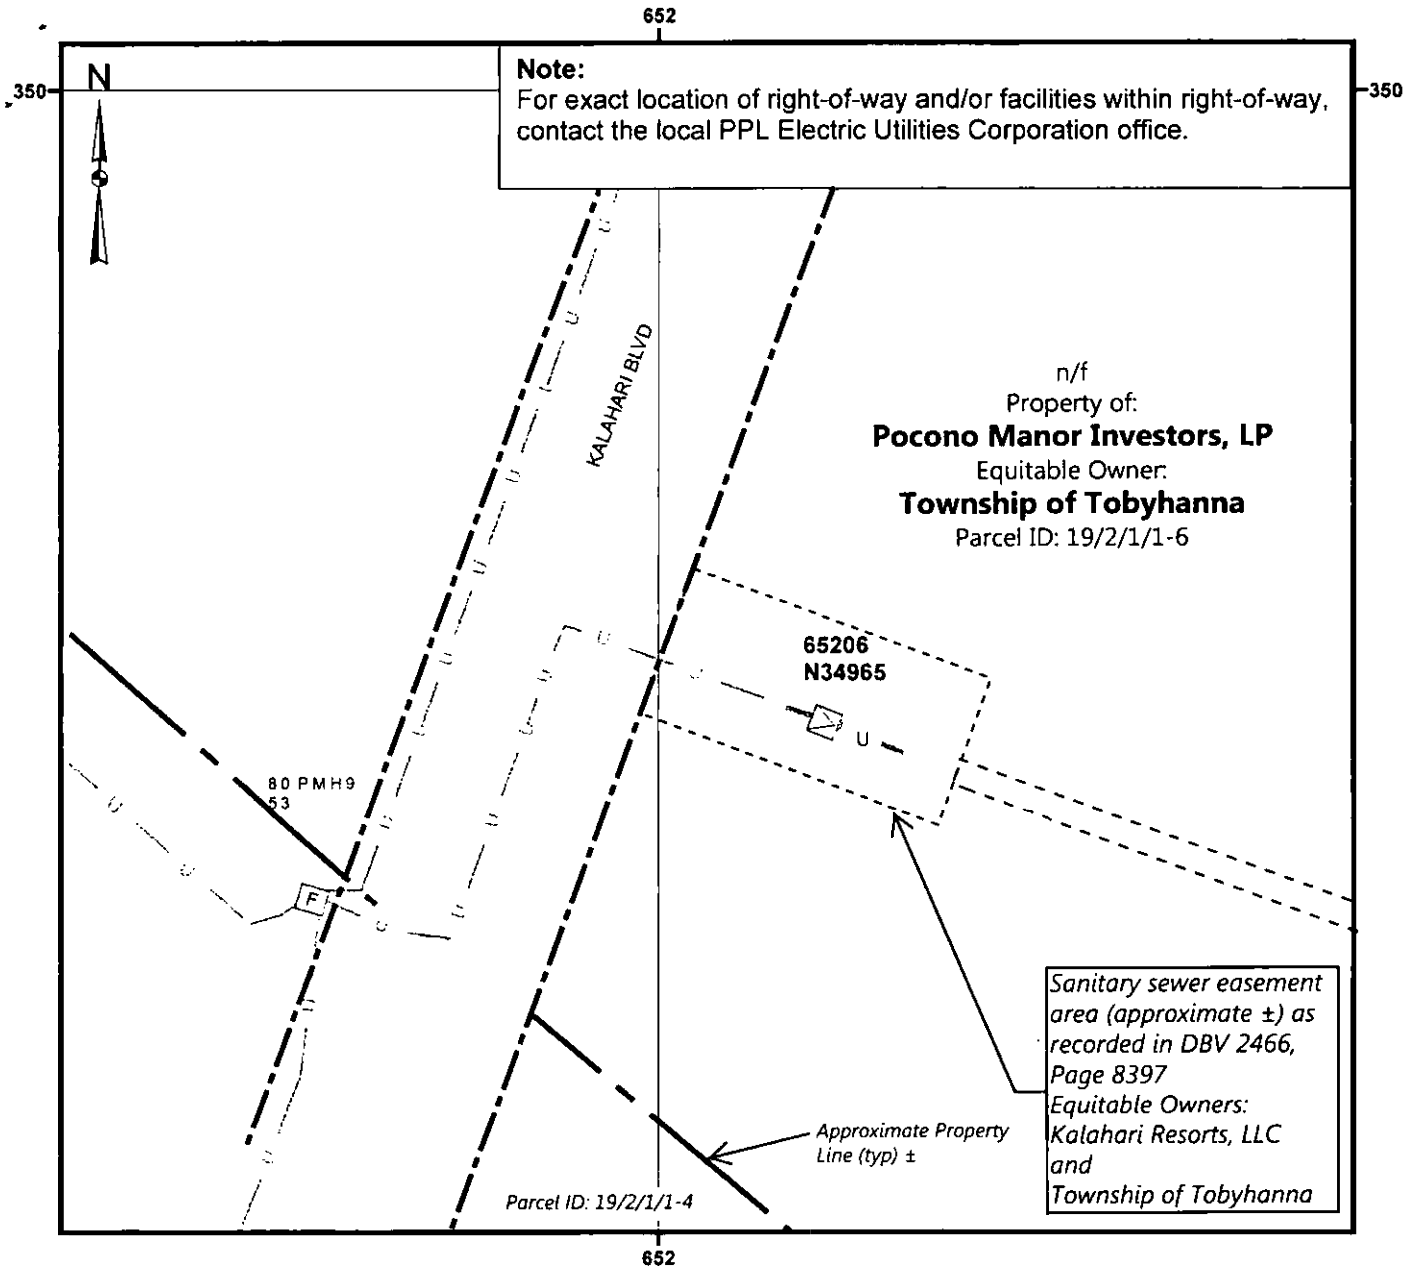 652
350
350
N
Note:
For exact location of right-of-way and/or facilities within right-of-way,
contact the local PPL Electric Utilities Corporation office.
KALAHARI BLVD
n/f
Property of:
Pocono Manor Investors, LP
Equitable Owner:
Township of Tobyhanna
Parcel ID: 19/2/1/1-6
65206
N34965
U
80 PMH9
53
F
Sanitary sewer easement
area (approximate ±) as
recorded in DBV 2466,
Page 8397
Equitable Owners:
Kalahari Resorts, LLC
and
Township of Tobyhanna
Approximate Property
Line (typ) ±
Parcel ID: 19/2/1/1-4
652